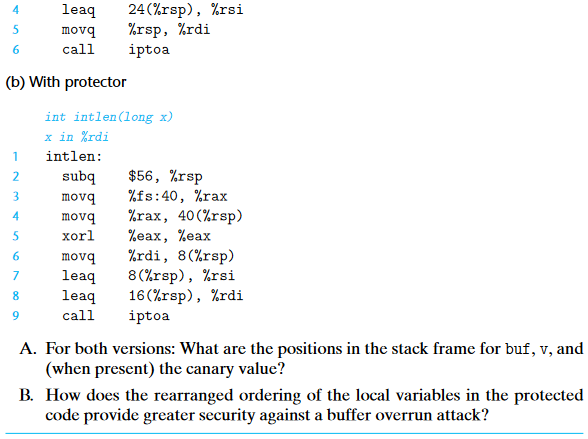 4 leaq 24(%rsp), %rsi
5 movq %rsp, %rdi
6 call iptoa
(b) With protector
int intlen(long x)
x in %rdi
1 intlen:
2 subq $56, %rsp
3 movq %fs:40, %rax
4 movq %rax, 40(%rsp)
5 xorl %eax, %eax
6 movq %rdi, 8(%rsp)
7 leaq 8(%rsp), %rsi
8 leaq 16(%rsp), %rdi
9 call iptoa
A. For both versions: What are the positions in the stack frame for buf, v, and
(when present) the canary value?
B. How does the rearranged ordering of the local variables in the protected
code provide greater security against a buffer overrun attack?